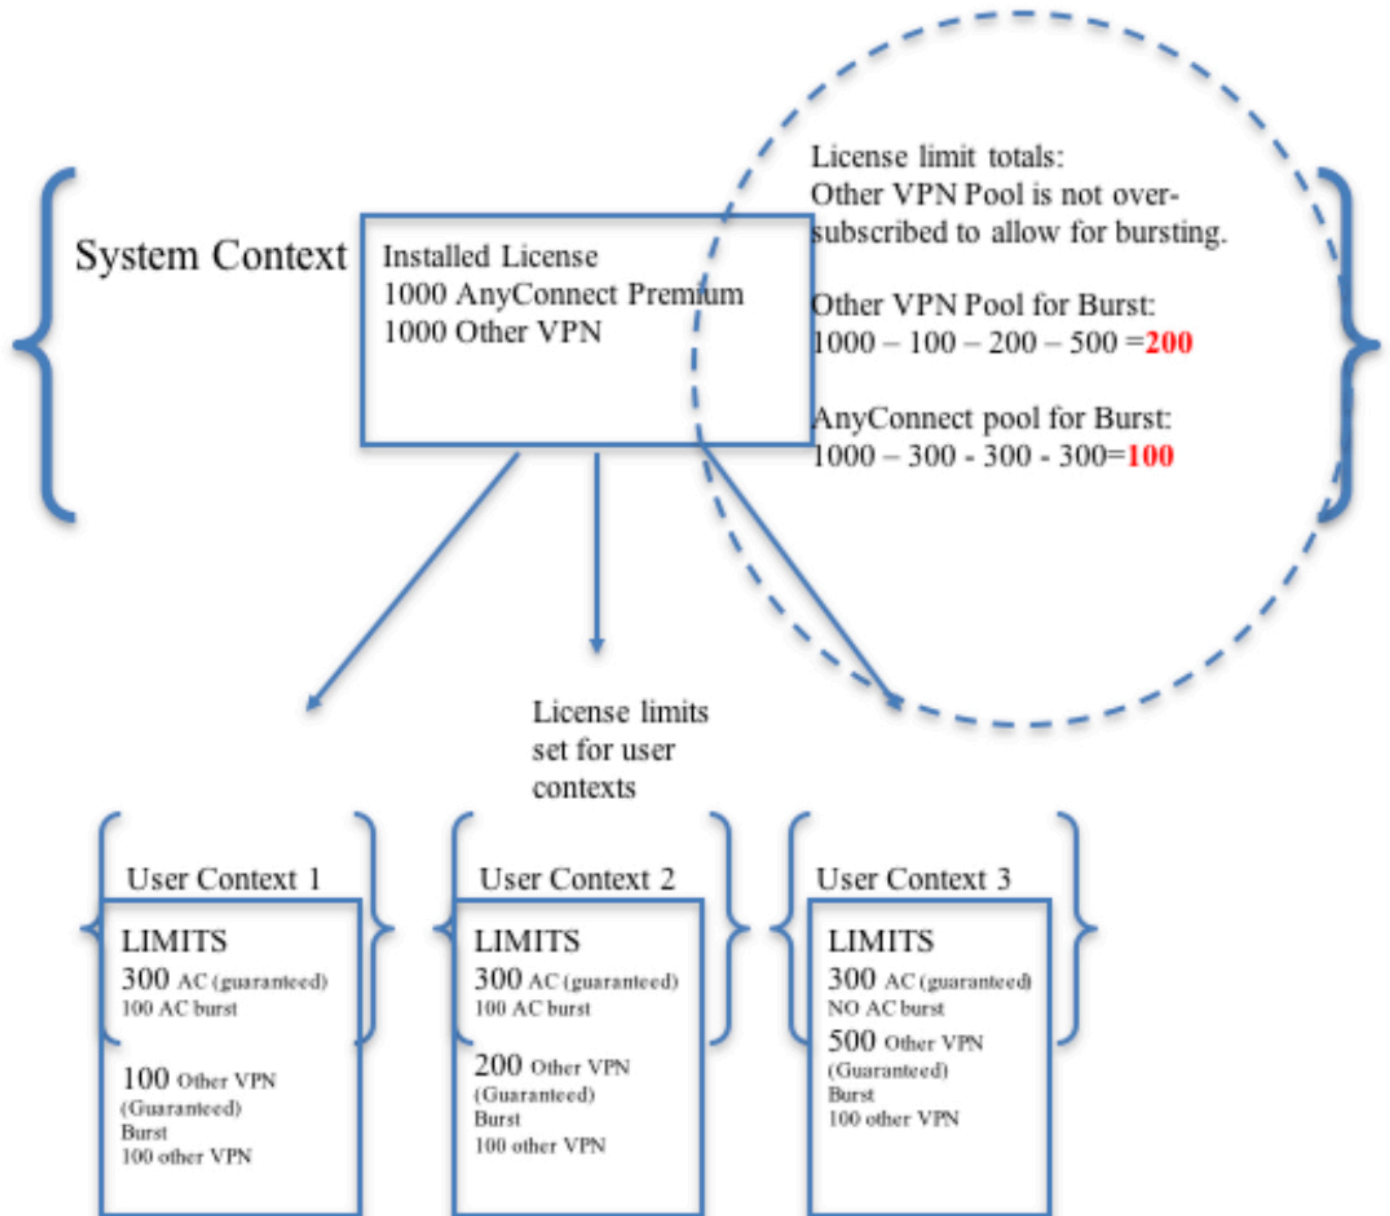 System Context
Installed License
1000 AnyConnect Premium
1000 Other VPN
License limit totals:
Other VPN Pool is not over-
subscribed to allow for bursting.
Other VPN Pool for Burst:
1000 – 100 – 200 – 500 =200
AnyConnect pool for Burst:
1000 – 300 - 300 - 300=100
License limits
set for user
contexts
User Context 1
LIMITS
300 AC (guaranteed)
100 AC burst
100 Other VPN
(Guaranteed)
Burst
100 other VPN
User Context 2
LIMITS
300 AC (guaranteed)
100 AC burst
200 Other VPN
(Guaranteed)
Burst
100 other VPN
User Context 3
LIMITS
300 AC (guaranteed)
NO AC burst
500 Other VPN
(Guaranteed)
Burst
100 other VPN